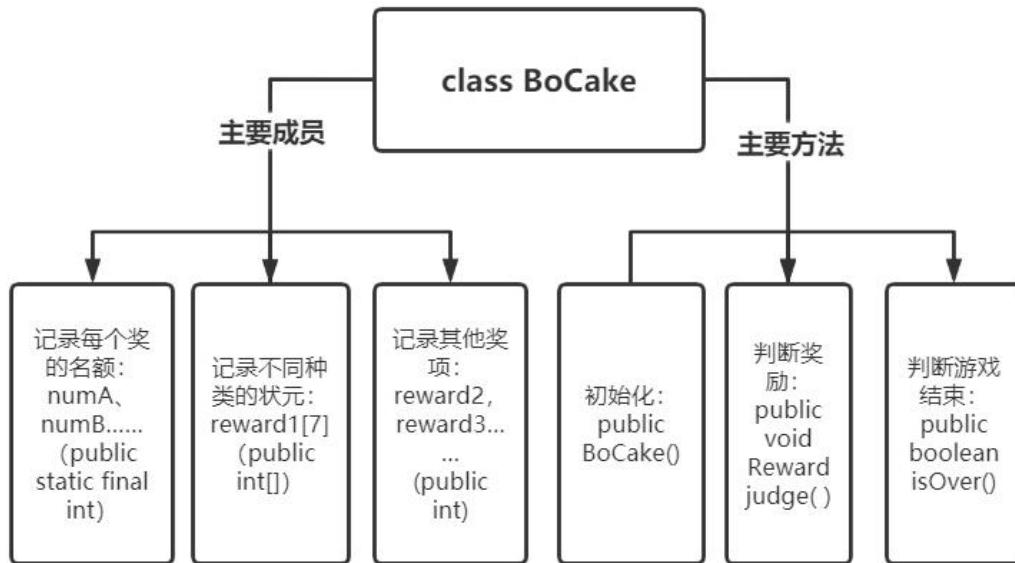 class BoCake
主要成员
主要方法
记录每个奖
的名额：
numA、
numB……
（public
static final
int)
记录不同种
类的状元：
reward1[7]
（public
int[]）
记录其他奖
项：
reward2，
reward3…
…
(public
int)
初始化：
public
BoCake()
判断奖
励：
public
void
Reward
judge( )
判断游戏
结束：
public
boolean
isOver()